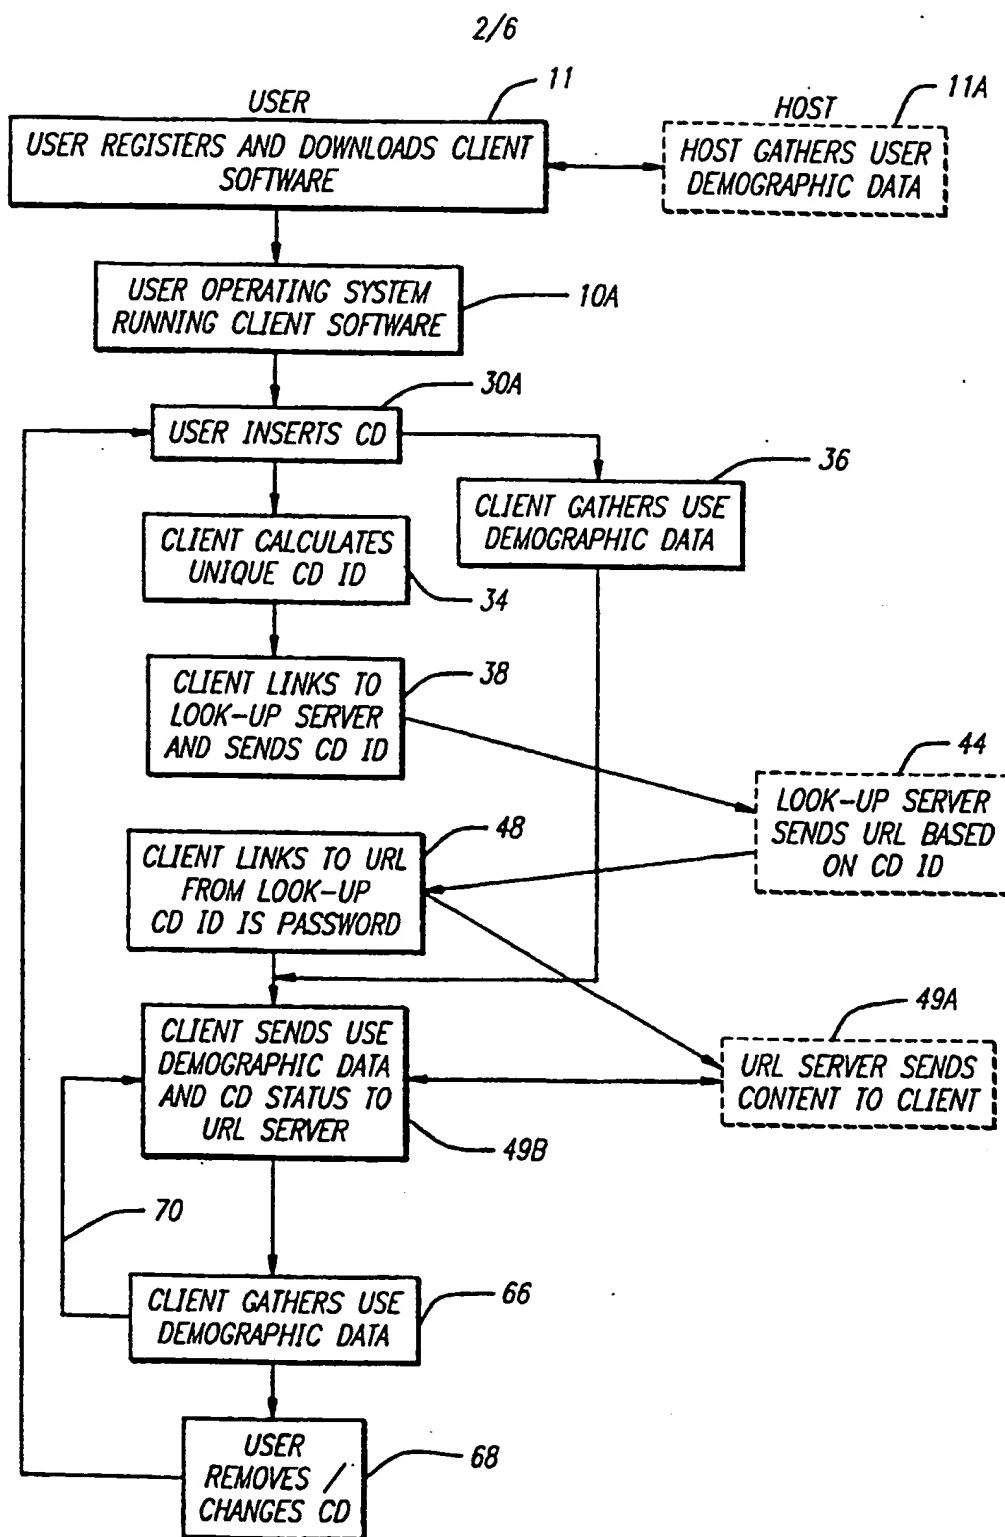 2/6
11
USER
USER REGISTERS AND DOWNLOADS CLIENT
SOFTWARE
11A
HOST
HOST GATHERS USER
DEMOGRAPHIC DATA
USER OPERATING SYSTEM
RUNNING CLIENT SOFTWARE
10A
30A
USER INSERTS CD
36
CLIENT GATHERS USE
DEMOGRAPHIC DATA
CLIENT CALCULATES
UNIQUE CD ID
34
CLIENT LINKS TO
LOOK-UP SERVER
AND SENDS CD ID
38
44
LOOK-UP SERVER
SENDS URL BASED
ON CD ID
48
CLIENT LINKS TO URL
FROM LOOK-UP
CD ID IS PASSWORD
49A
URL SERVER SENDS
CONTENT TO CLIENT
CLIENT SENDS USE
DEMOGRAPHIC DATA
AND CD STATUS TO
URL SERVER
49B
70
CLIENT GATHERS USE
DEMOGRAPHIC DATA
66
USER
REMOVES /
CHANGES CD
68